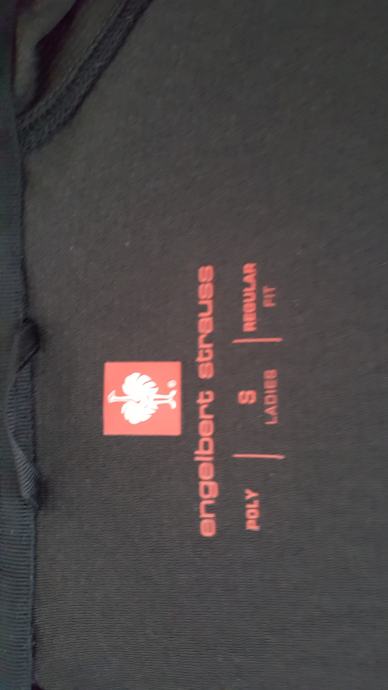 engelbert strauss
POLY | S | REGULAR
LADIES FIT